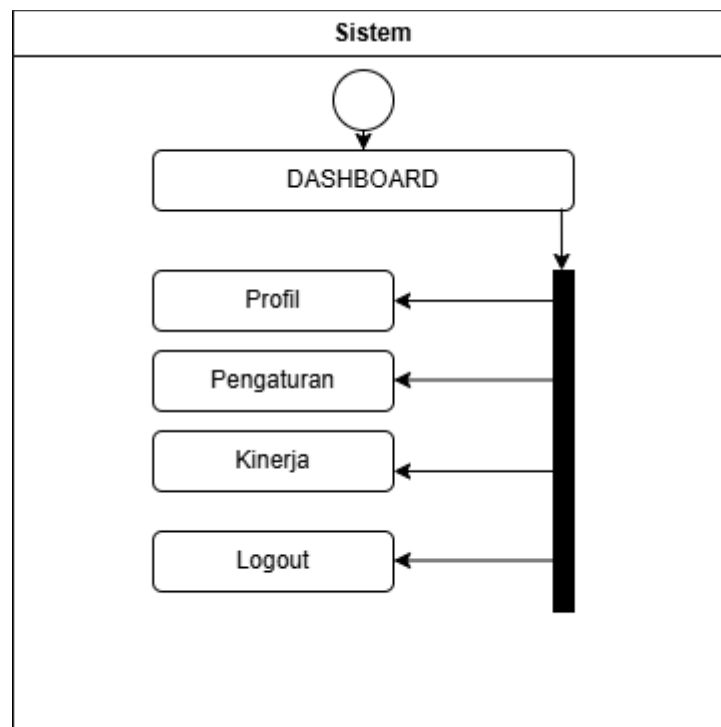 Sistem
DASHBOARD
Profil
Pengaturan
Kinerja
Logout